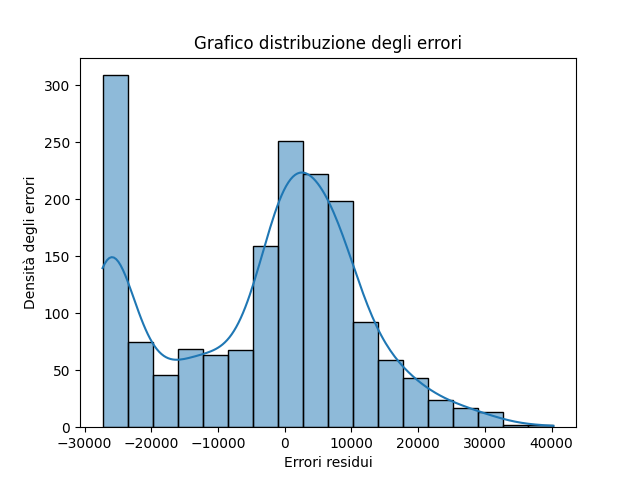 Grafico distribuzione degli errori
300
250
200
150
100
50
0
Densità degli errori
−30000 −20000 −10000 0 10000 20000 30000 40000
Errori residui